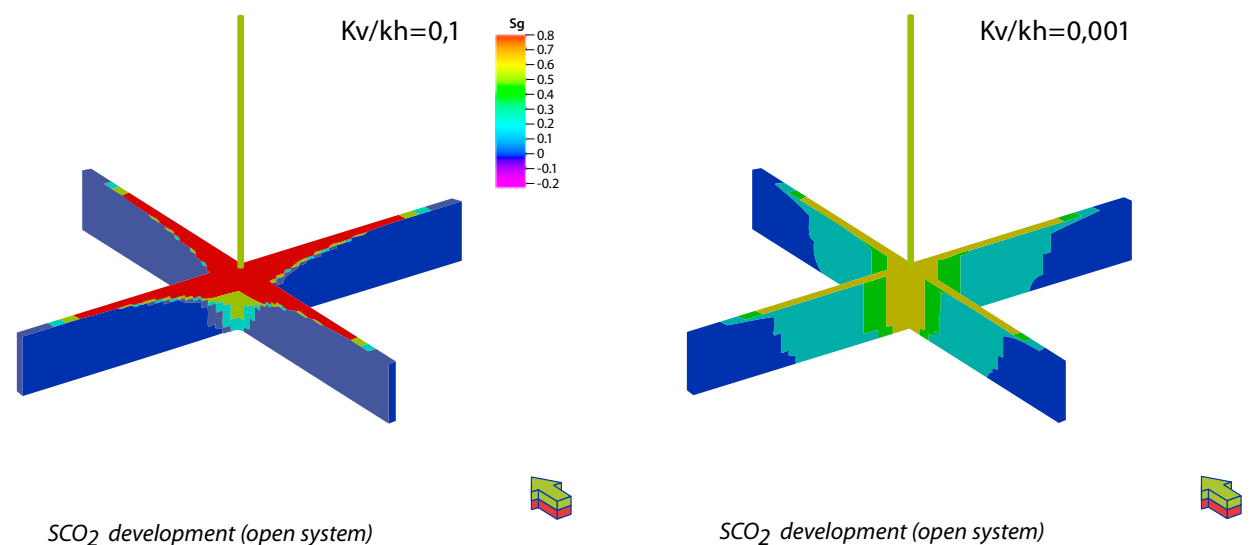 Kv/kh=0,1
Sg
0.8
0.7
0.6
0.5
0.4
0.3
0.2
0.1
0
-0.1
-0.2
Kv/kh=0,001
SCO2 development (open system)
SCO2 development (open system)